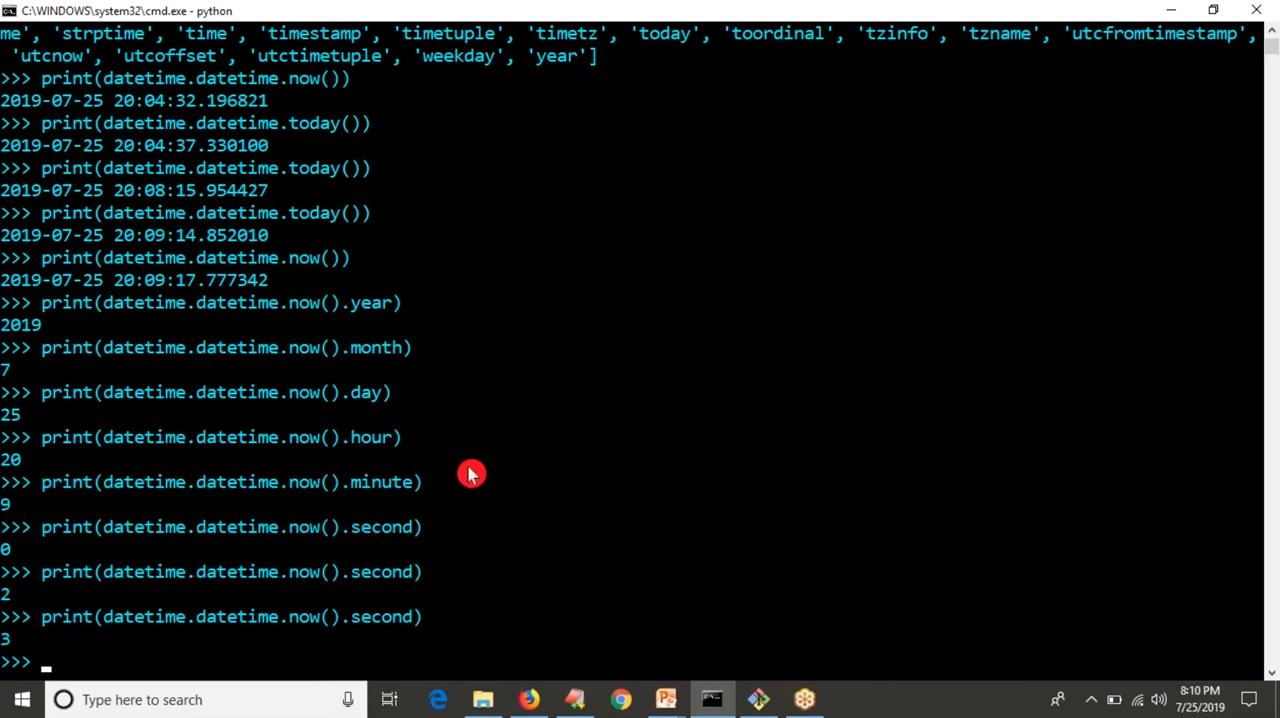 C:\WINDOWS\system32\cmd.exe - python
me', 'strptime', 'time', 'timestamp', 'timetuple', 'timetz', 'today', 'toordinal', 'tzinfo', 'tzname', 'utcfromtimestamp',
'utcnow', 'utcoffset', 'utctimetuple', 'weekday', 'year']
>>> print(datetime.datetime.now())
2019-07-25 20:04:32.196821
>>> print(datetime.datetime.today())
2019-07-25 20:04:37.330100
>>> print(datetime.datetime.today())
2019-07-25 20:08:15.954427
>>> print(datetime.datetime.today())
2019-07-25 20:09:14.852010
>>> print(datetime.datetime.now())
2019-07-25 20:09:17.777342
>>> print(datetime.datetime.now().year)
2019
>>> print(datetime.datetime.now().month)
7
>>> print(datetime.datetime.now().day)
25
>>> print(datetime.datetime.now().hour)
20
>>> print(datetime.datetime.now().minute)
9
>>> print(datetime.datetime.now().second)
0
>>> print(datetime.datetime.now().second)
2
>>> print(datetime.datetime.now().second)
3
>>>
Type here to search
8:10 PM
7/25/2019